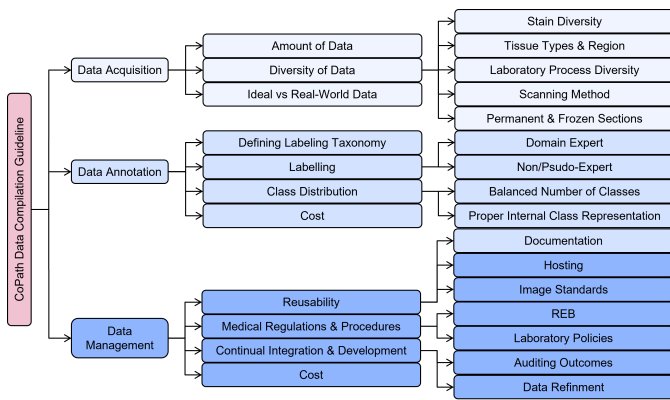 CoPath Data Compilation Guideline
Data Acquisition
Amount of Data
Diversity of Data
Ideal vs Real-World Data
Stain Diversity
Tissue Types & Region
Laboratory Process Diversity
Scanning Method
Permanent & Frozen Sections
Data Annotation
Defining Labeling Taxonomy
Labelling
Class Distribution
Cost
Domain Expert
Non/Psudo-Expert
Balanced Number of Classes
Proper Internal Class Representation
Data
Management
Reusability
Medical Regulations & Procedures
Continual Integration & Development
Cost
Documentation
Hosting
Image Standards
REB
Laboratory Policies
Auditing Outcomes
Data Refinment